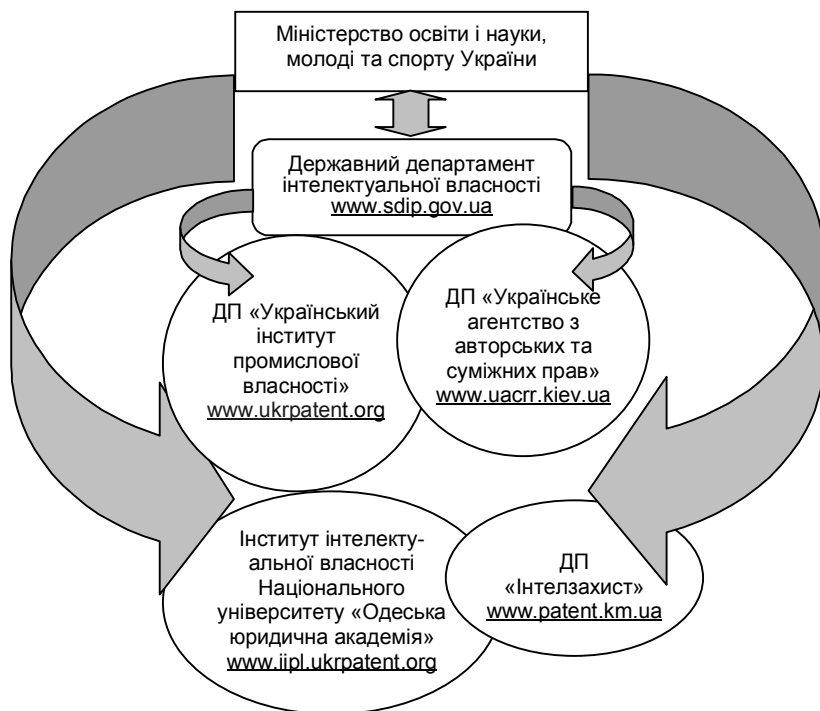 Міністерство освіти і науки,
молоді та спорту України
Державний департамент
інтелектуальної власності
www.sdip.gov.ua
ДП «Український
інститут
промислової
власності»
www.ukrpatent.org
ДП «Українське
агентство з
авторських та
суміжних прав»
www.uacrr.kiev.ua
Інститут інтелекту-
альної власності
Національного
університету «Одеська
юридична академія»
www.iipl.ukrpatent.org
ДП
«Інтелзахист»
www.patent.km.ua